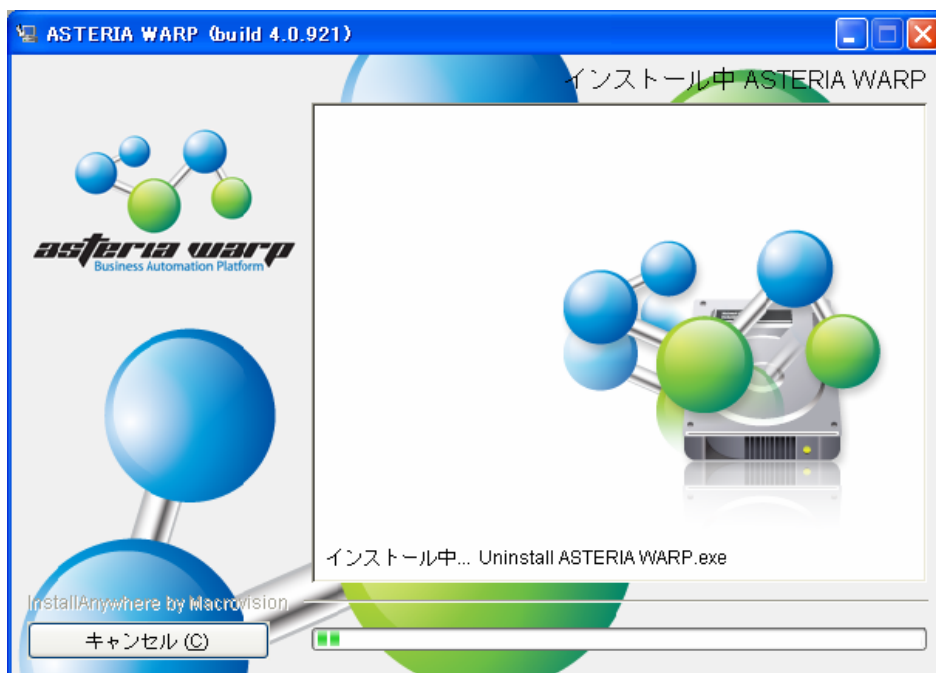 ASTERIA WARP (build 4.0.921)
インストール中 ASTERIA WARP
asteria warp
Business Automation Platform
インストール中... Uninstall ASTERIA WARP.exe
InstallAnywhere by Macrovision
キャンセル (C)